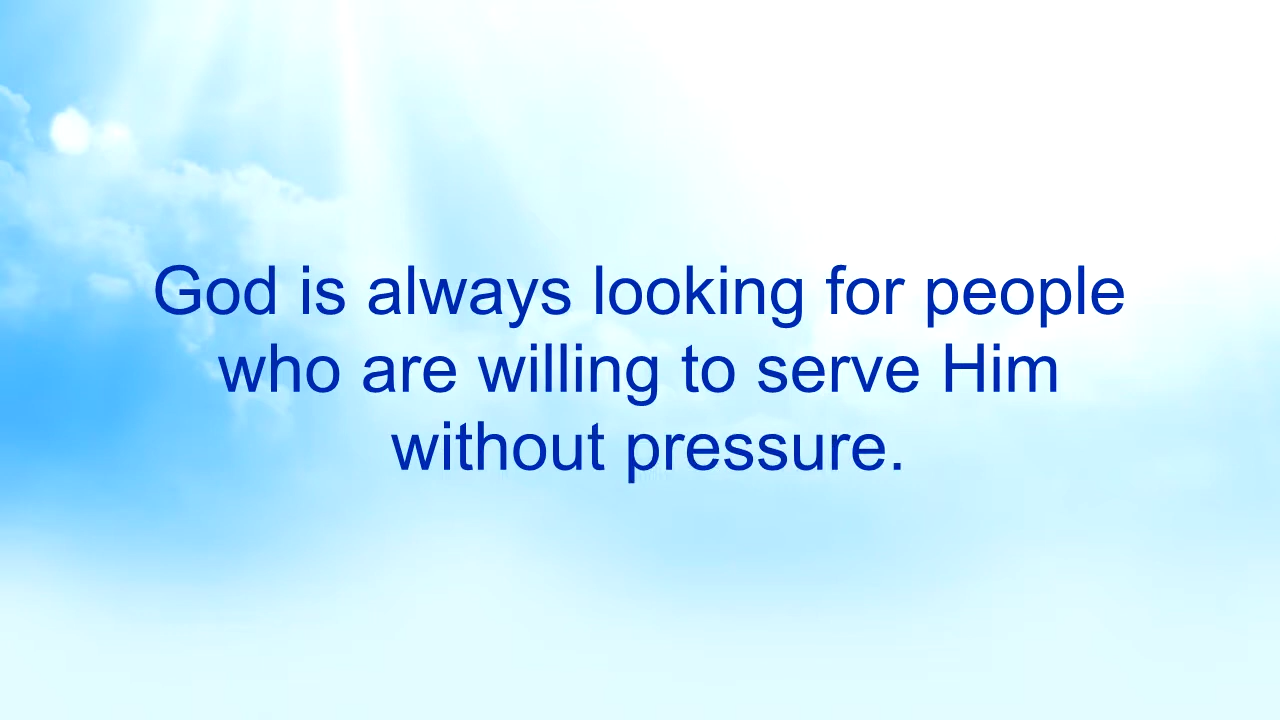 God is always looking for people
who are willing to serve Him
without pressure.